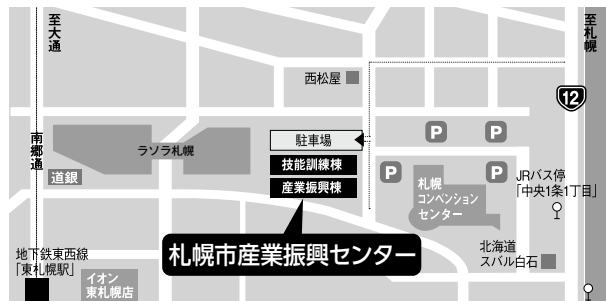 至大通
至札幌
西松屋
12
南郷通
ラソラ札幌
駐車場
P
P
道銀
技能訓練棟
産業振興棟
P
P
札幌
コンベンション
センター
JRバス停
「中央1条1丁目」
札幌市産業振興センター
地下鉄東西線
「東札幌駅」
イオン
東札幌店
北海道
スバル白石